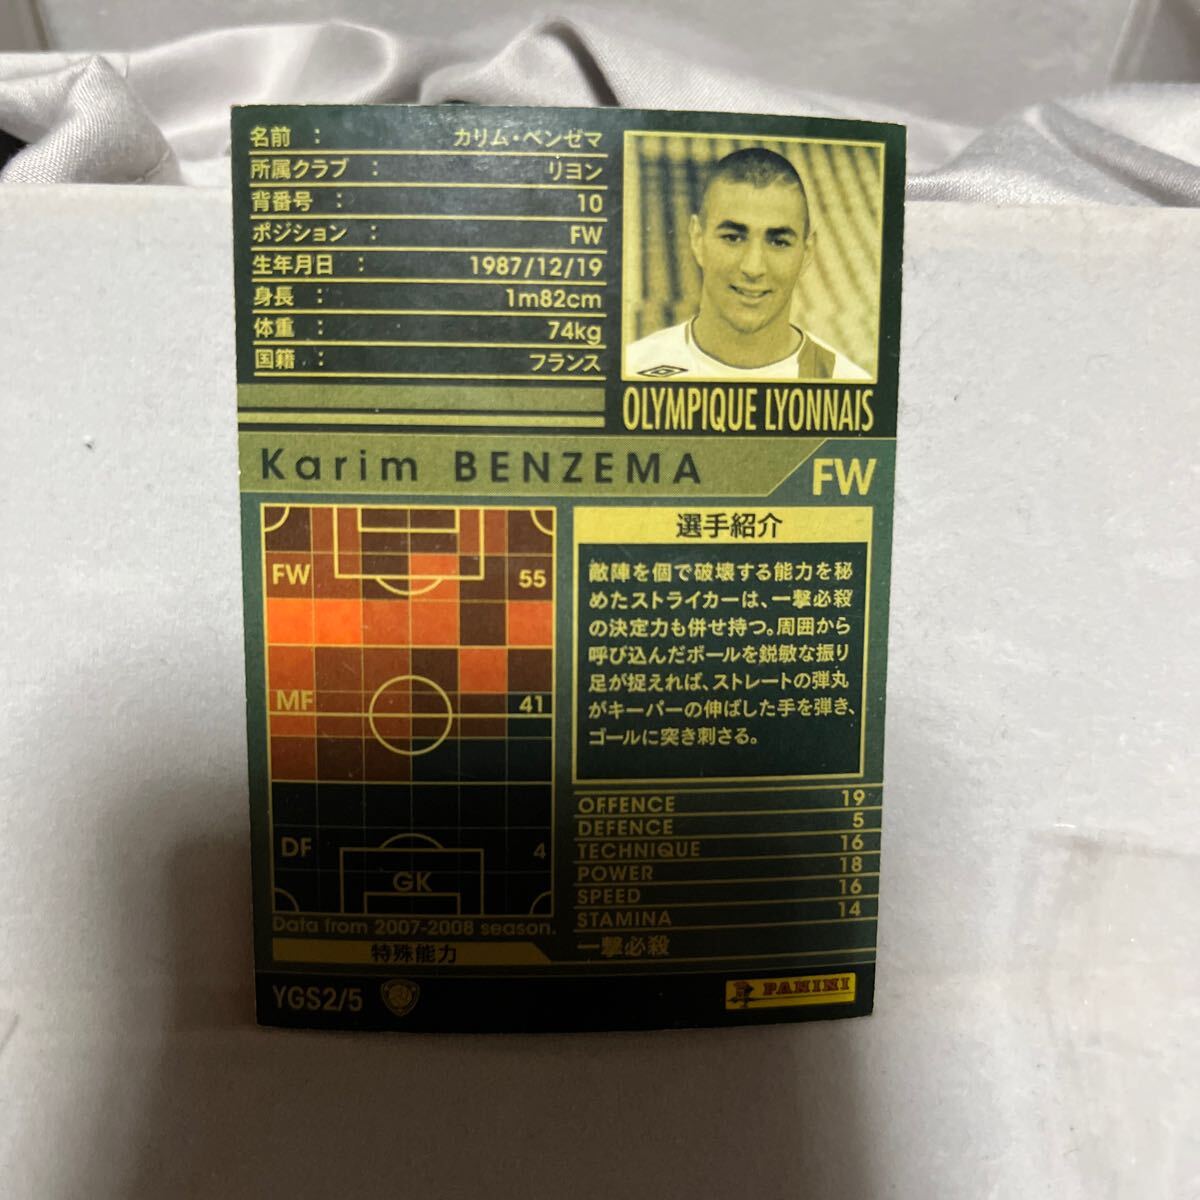 名前 : カリム・ベンゼマ
所属クラブ : リヨン
背番号 : 10
ポジション : FW
生年月日 : 1987/12/19
身長 : 1m82cm
体重 : 74kg
国籍 : フランス
OLYMPIQUE LYONNAIS
Karim BENZEMA
FW
FW 55
MF 41
DF 4
GK
Data from 2007-2008 season.
特殊能力
選手紹介
敵陣を個で破壊する能力を秘
めたストライカーは、一撃必殺
の決定力も併せ持つ。周囲から
呼び込んだボールを鋭敏な振り
足が捉えれば、ストレートの弾丸
がキーパーの伸ばした手を弾き、
ゴールに突き刺さる。
OFFENCE 19
DEFENCE 5
TECHNIQUE 16
POWER 18
SPEED 16
STAMINA 14
一撃必殺
YGS2/5
PANINI